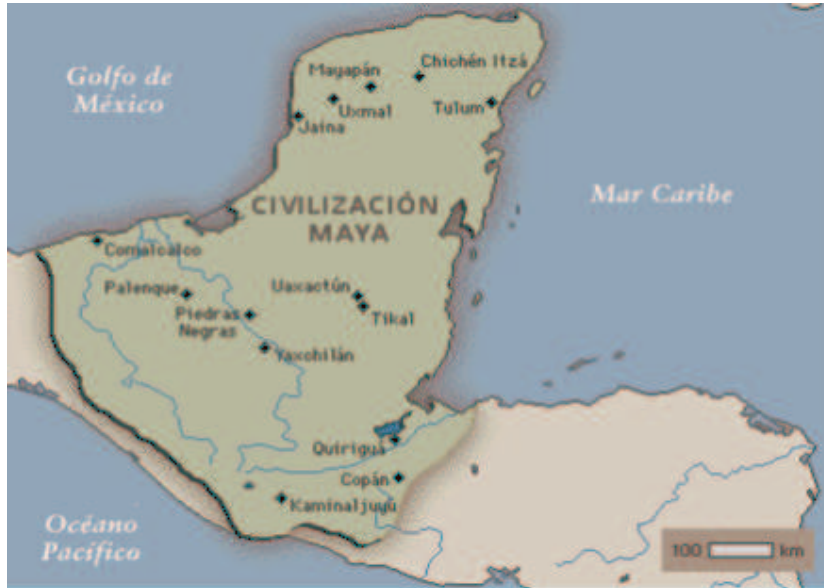 Golfo de
México
Mayapán
Chichén Itzá
Uxmal
Tulum
Jaina
Mar Caribe
CIVILIZACIÓN
MAYA
Comalcalco
Palenque
Uaxactún
Piedras
Negras
Tikal
Yaxchilán
Quiriguá
Copán
Kaminaljuyú
Océano
Pacífico
100 km